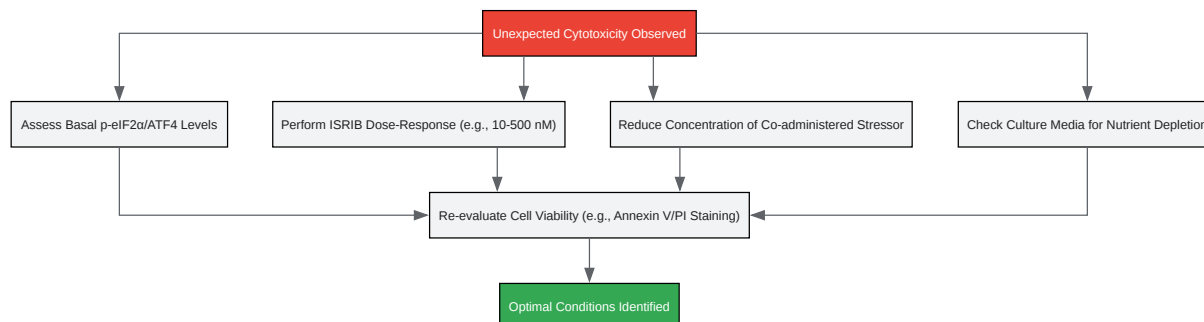 Unexpected Cytotoxicity Observed
Assess Basal p-eIF2α/ATF4 Levels
Perform ISRIB Dose-Response (e.g., 10-500 nM)
Reduce Concentration of Co-administered Stressor
Check Culture Media for Nutrient Depletion
Re-evaluate Cell Viability (e.g., Annexin V/PI Staining)
Optimal Conditions Identified